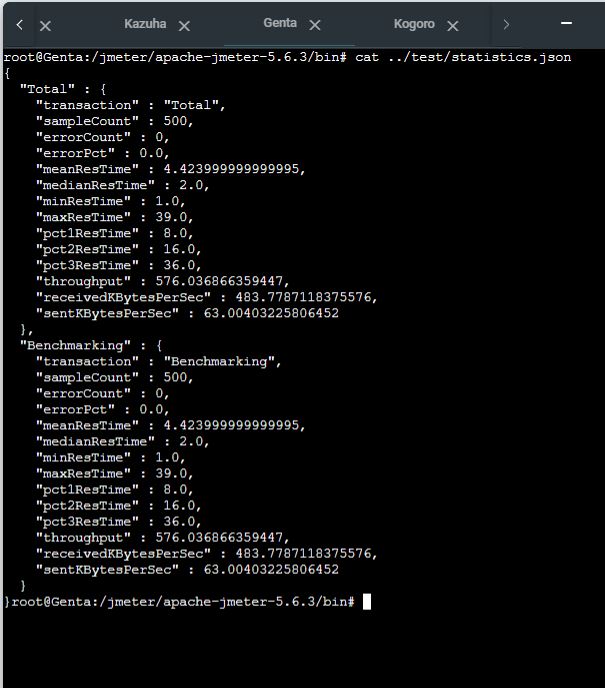 Kazuha
Genta
Kogoro
root@Genta:/jmeter/apache-jmeter-5.6.3/bin# cat ../test/statistics.json
{
  "Total" : {
    "transaction" : "Total",
    "sampleCount" : 500,
    "errorCount" : 0,
    "errorPct" : 0.0,
    "meanResTime" : 4.423999999999995,
    "medianResTime" : 2.0,
    "minResTime" : 1.0,
    "maxResTime" : 39.0,
    "pct1ResTime" : 8.0,
    "pct2ResTime" : 16.0,
    "pct3ResTime" : 36.0,
    "throughput" : 576.036866359447,
    "receivedKBytesPerSec" : 483.7787118375576,
    "sentKBytesPerSec" : 63.00403225806452
  },
  "Benchmarking" : {
    "transaction" : "Benchmarking",
    "sampleCount" : 500,
    "errorCount" : 0,
    "errorPct" : 0.0,
    "meanResTime" : 4.423999999999995,
    "medianResTime" : 2.0,
    "minResTime" : 1.0,
    "maxResTime" : 39.0,
    "pct1ResTime" : 8.0,
    "pct2ResTime" : 16.0,
    "pct3ResTime" : 36.0,
    "throughput" : 576.036866359447,
    "receivedKBytesPerSec" : 483.7787118375576,
    "sentKBytesPerSec" : 63.00403225806452
  }
}root@Genta:/jmeter/apache-jmeter-5.6.3/bin#